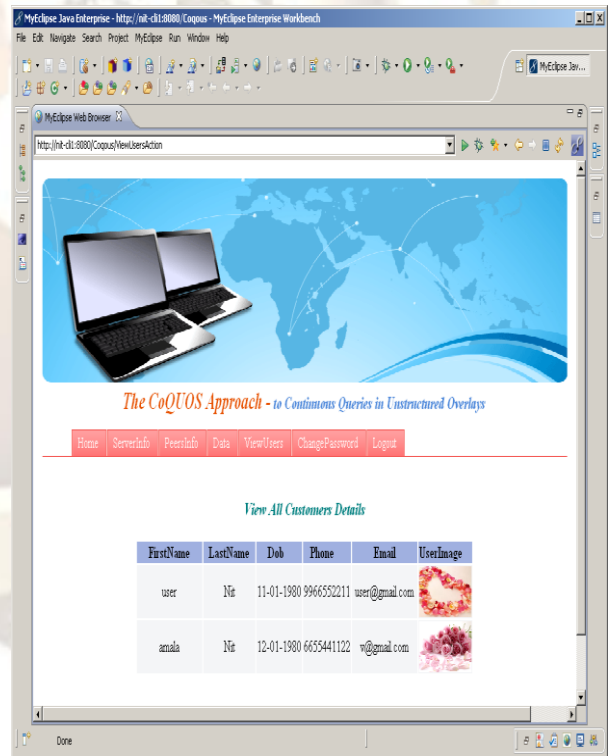 MyEclipse Java Enterprise - http://nit-cli1:8080/Coqous - MyEclipse Enterprise Workbench
File Edit Navigate Search Project MyEclipse Run Window Help
MyEclipse Jav...
MyEclipse Web Browser
http://nit-cli1:8080/Coqous/ViewUsersAction
The CoQUOS Approach - to Continuous Queries in Unstructured Overlays
Home ServerInfo PeersInfo Data ViewUsers ChangePassword Logout
View All Customers Details
FirstName LastName Dob Phone Email UserImage
user Nit 11-01-1980 9966552211 user@gmail.com
amala Nit 12-01-1980 6655441122 v@gmail.com
Done